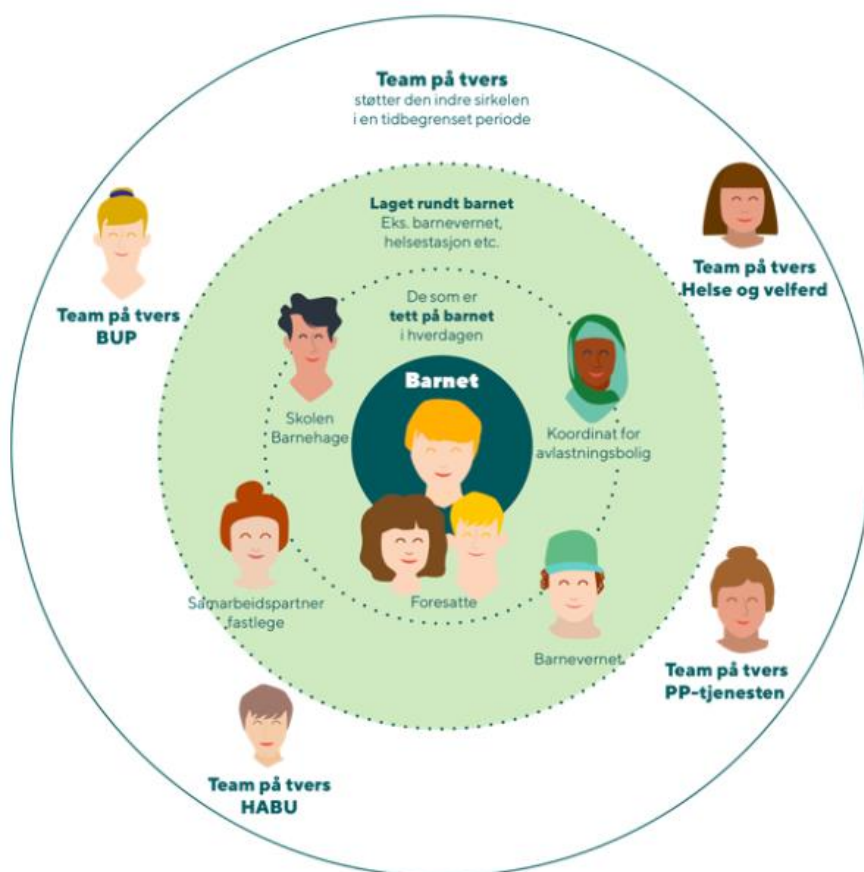 Team på tvers
støtter den indre sirkelen
i en tidbegrenset periode
Laget rundt barnet
Eks. barnevernet,
helsestasjon etc.
Team på tvers
Helse og velferd
Team på tvers
BUP
De som er
tett på barnet
i hverdagen
Barnet
Skolen
Barnehage
Koordinat for
avlastningsbolig
Samarbeidspartner
fastlege
Foresatte
Barnevernet
Team på tvers
PP-tjenesten
Team på tvers
HABU